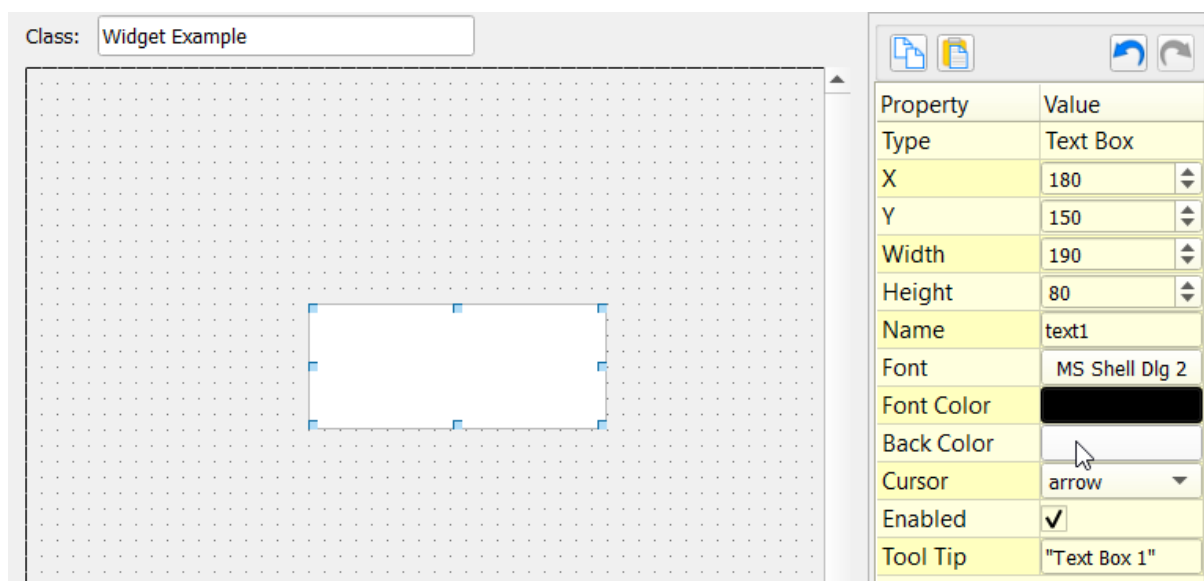 Class: Widget Example
Property Value
Type Text Box
X 180
Y 150
Width 190
Height 80
Name text1
Font MS Shell Dlg 2
Font Color
Back Color
Cursor arrow
Enabled
Tool Tip "Text Box 1"